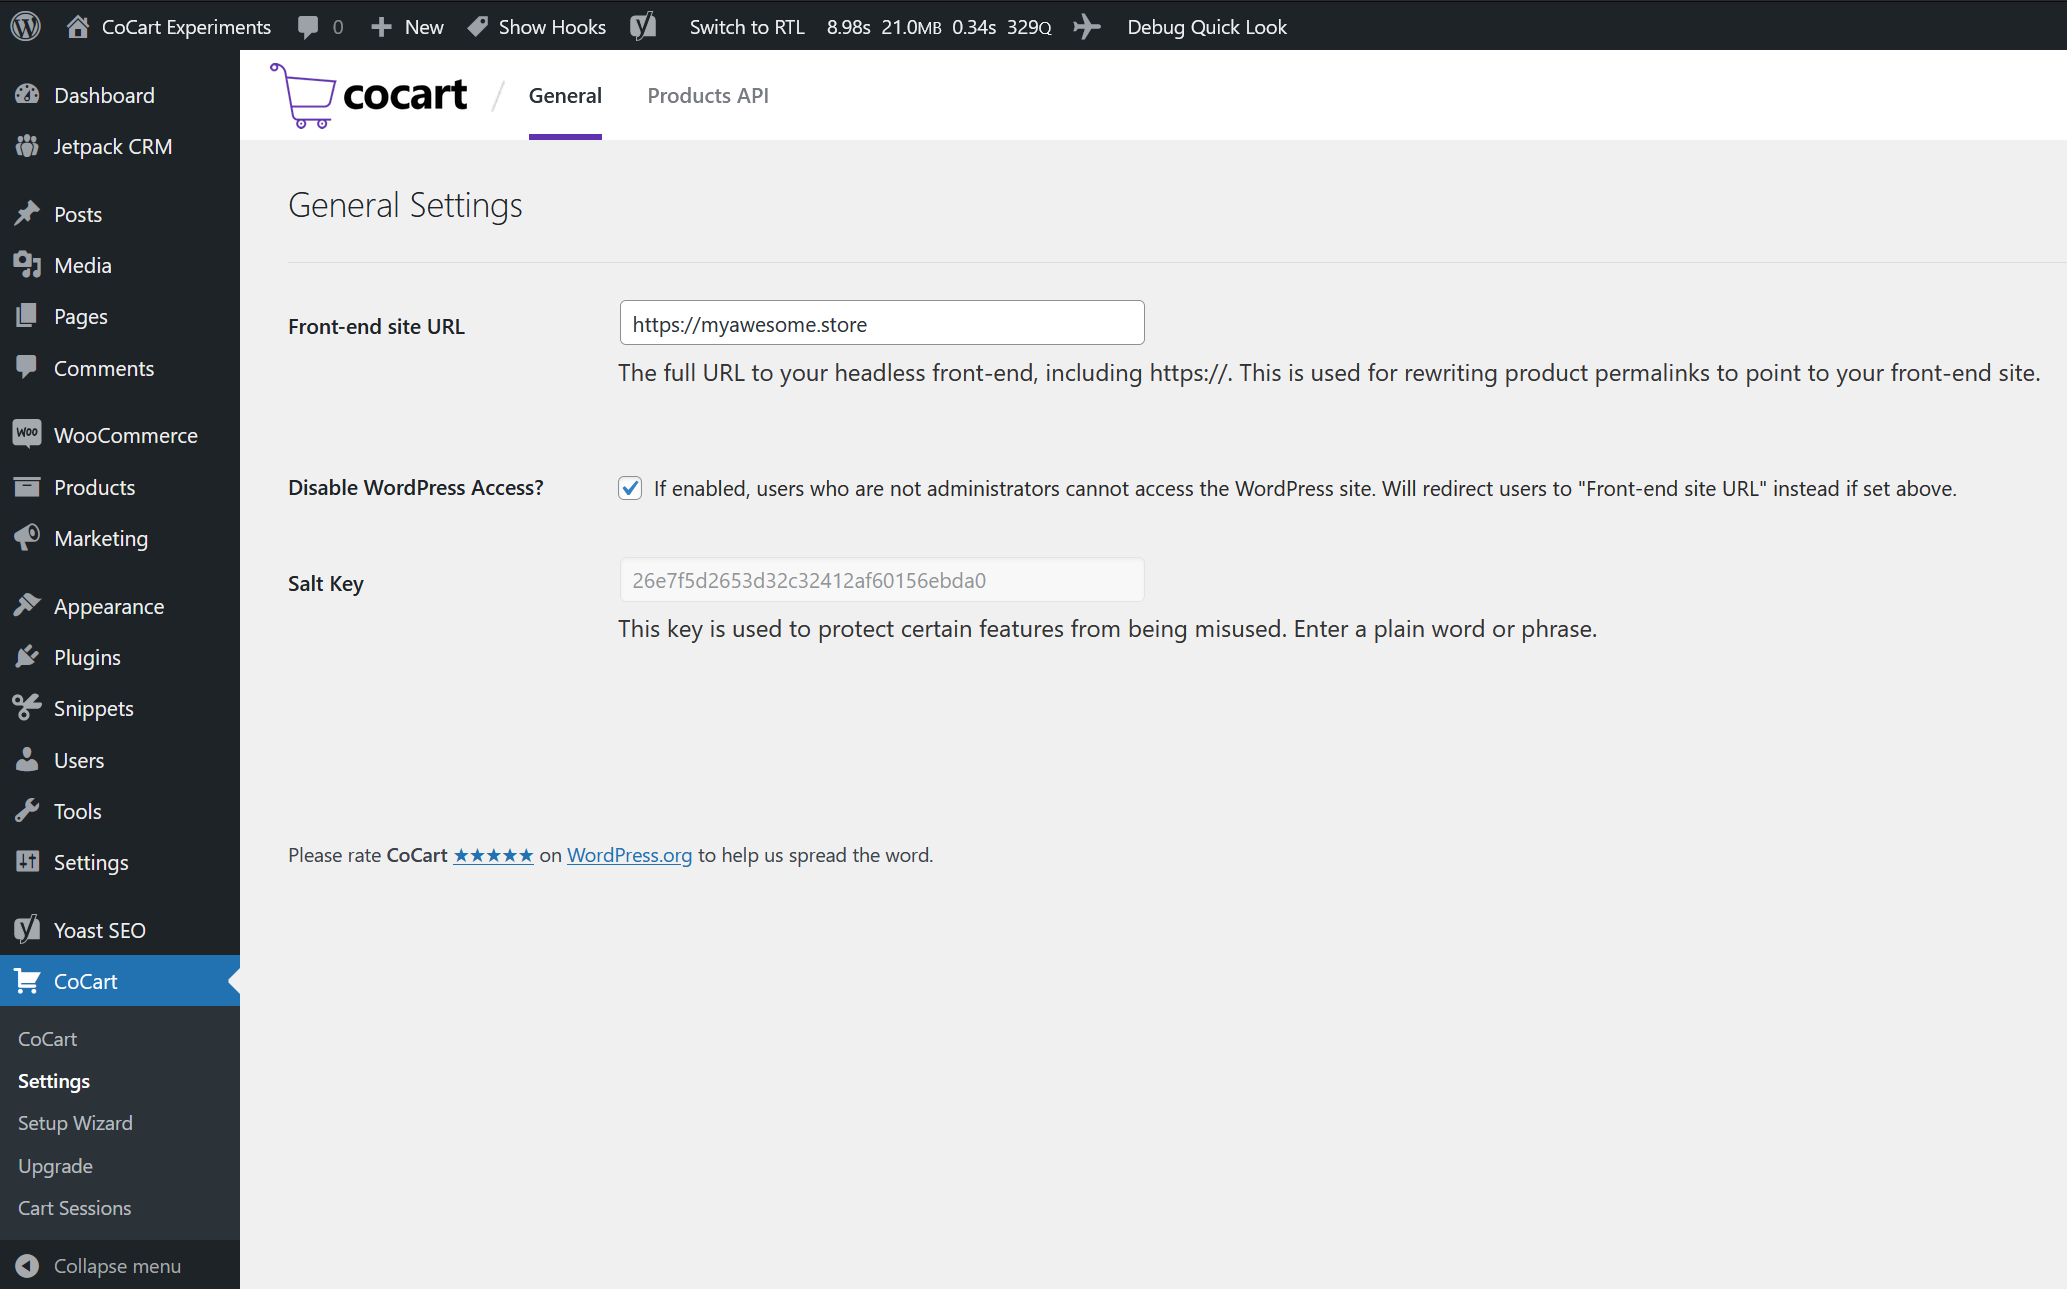 CoCart Experiments 0 New Show Hooks Switch to RTL 8.98s 21.0MB 0.34s 329Q Debug Quick Look
cocart / General Products API
Dashboard
Jetpack CRM
Posts
Media
Pages
Comments
WooCommerce
Products
Marketing
Appearance
Plugins
Snippets
Users
Tools
Settings
Yoast SEO
CoCart
CoCart
Settings
Setup Wizard
Upgrade
Cart Sessions
Collapse menu
General Settings
Front-end site URL
https://myawesome.store
The full URL to your headless front-end, including https://. This is used for rewriting product permalinks to point to your front-end site.
Disable WordPress Access?
If enabled, users who are not administrators cannot access the WordPress site. Will redirect users to "Front-end site URL" instead if set above.
Salt Key
26e7f5d2653d32c32412af60156ebda0
This key is used to protect certain features from being misused. Enter a plain word or phrase.
Please rate CoCart ★★★★★ on WordPress.org to help us spread the word.